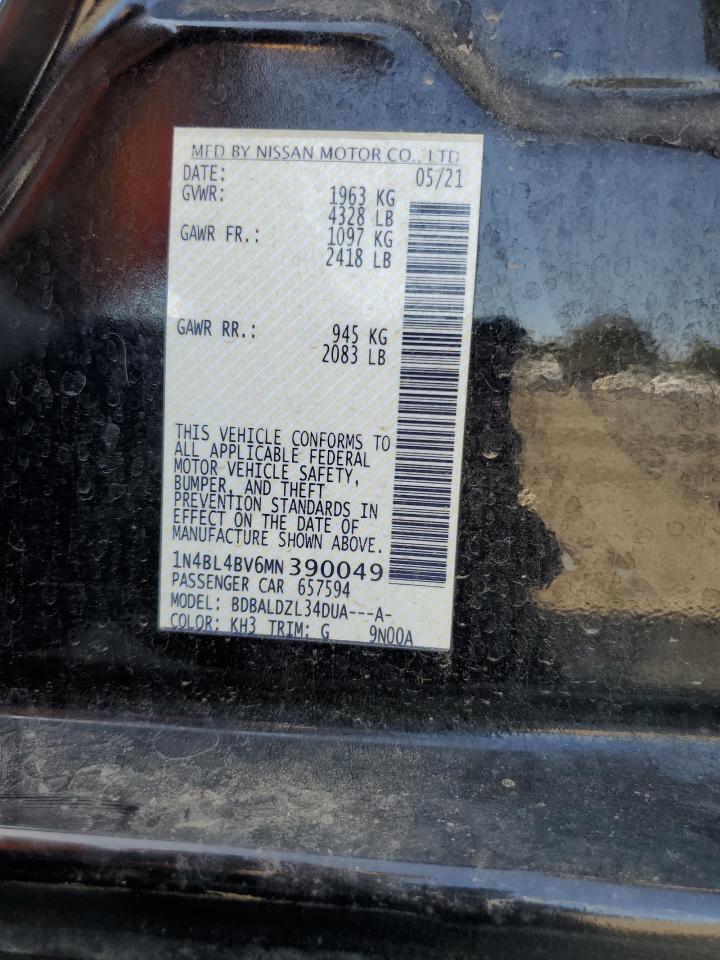 MFD BY NISSAN MOTOR CO., LTD
DATE: 05/21
GVWR: 1963 KG
4328 LB
GAWR FR.: 1097 KG
2418 LB
GAWR RR.: 945 KG
2083 LB
THIS VEHICLE CONFORMS TO
ALL APPLICABLE FEDERAL
MOTOR VEHICLE SAFETY,
BUMPER, AND THEFT
PREVENTION STANDARDS IN
EFFECT ON THE DATE OF
MANUFACTURE SHOWN ABOVE.
1N4BL4BV6MN390049
PASSENGER CAR 657594
MODEL: BDBALDZL34DUA---A-
COLOR: KH3 TRIM: G 9N00A